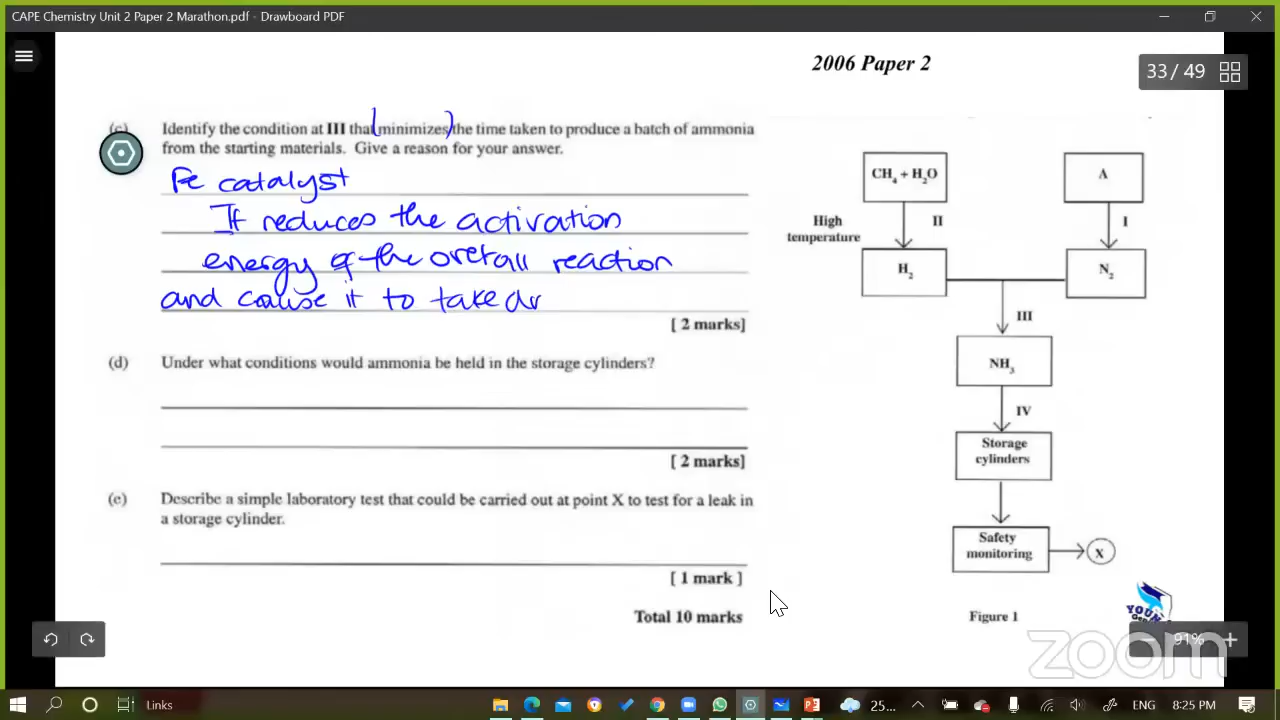 CAPE Chemistry Unit 2 Paper 2 Marathon.pdf - Drawboard PDF
2006 Paper 2
33 / 49
Identify the condition at III that (minimizes) the time taken to produce a batch of ammonia
from the starting materials. Give a reason for your answer.
Fe catalyst
It reduces the activation
energy of the overall reaction
and cause it to take
[ 2 marks]
(d) Under what conditions would ammonia be held in the storage cylinders?
[ 2 marks]
(e) Describe a simple laboratory test that could be carried out at point X to test for a leak in
a storage cylinder.
[ 1 mark ]
Total 10 marks
CH₄ + H₂O
A
High
temperature
II
I
H₂
N₂
III
NH₃
IV
Storage
cylinders
Safety
monitoring
X
Figure 1
YOUN
91%
zoom
Links
25...
8:25 PM